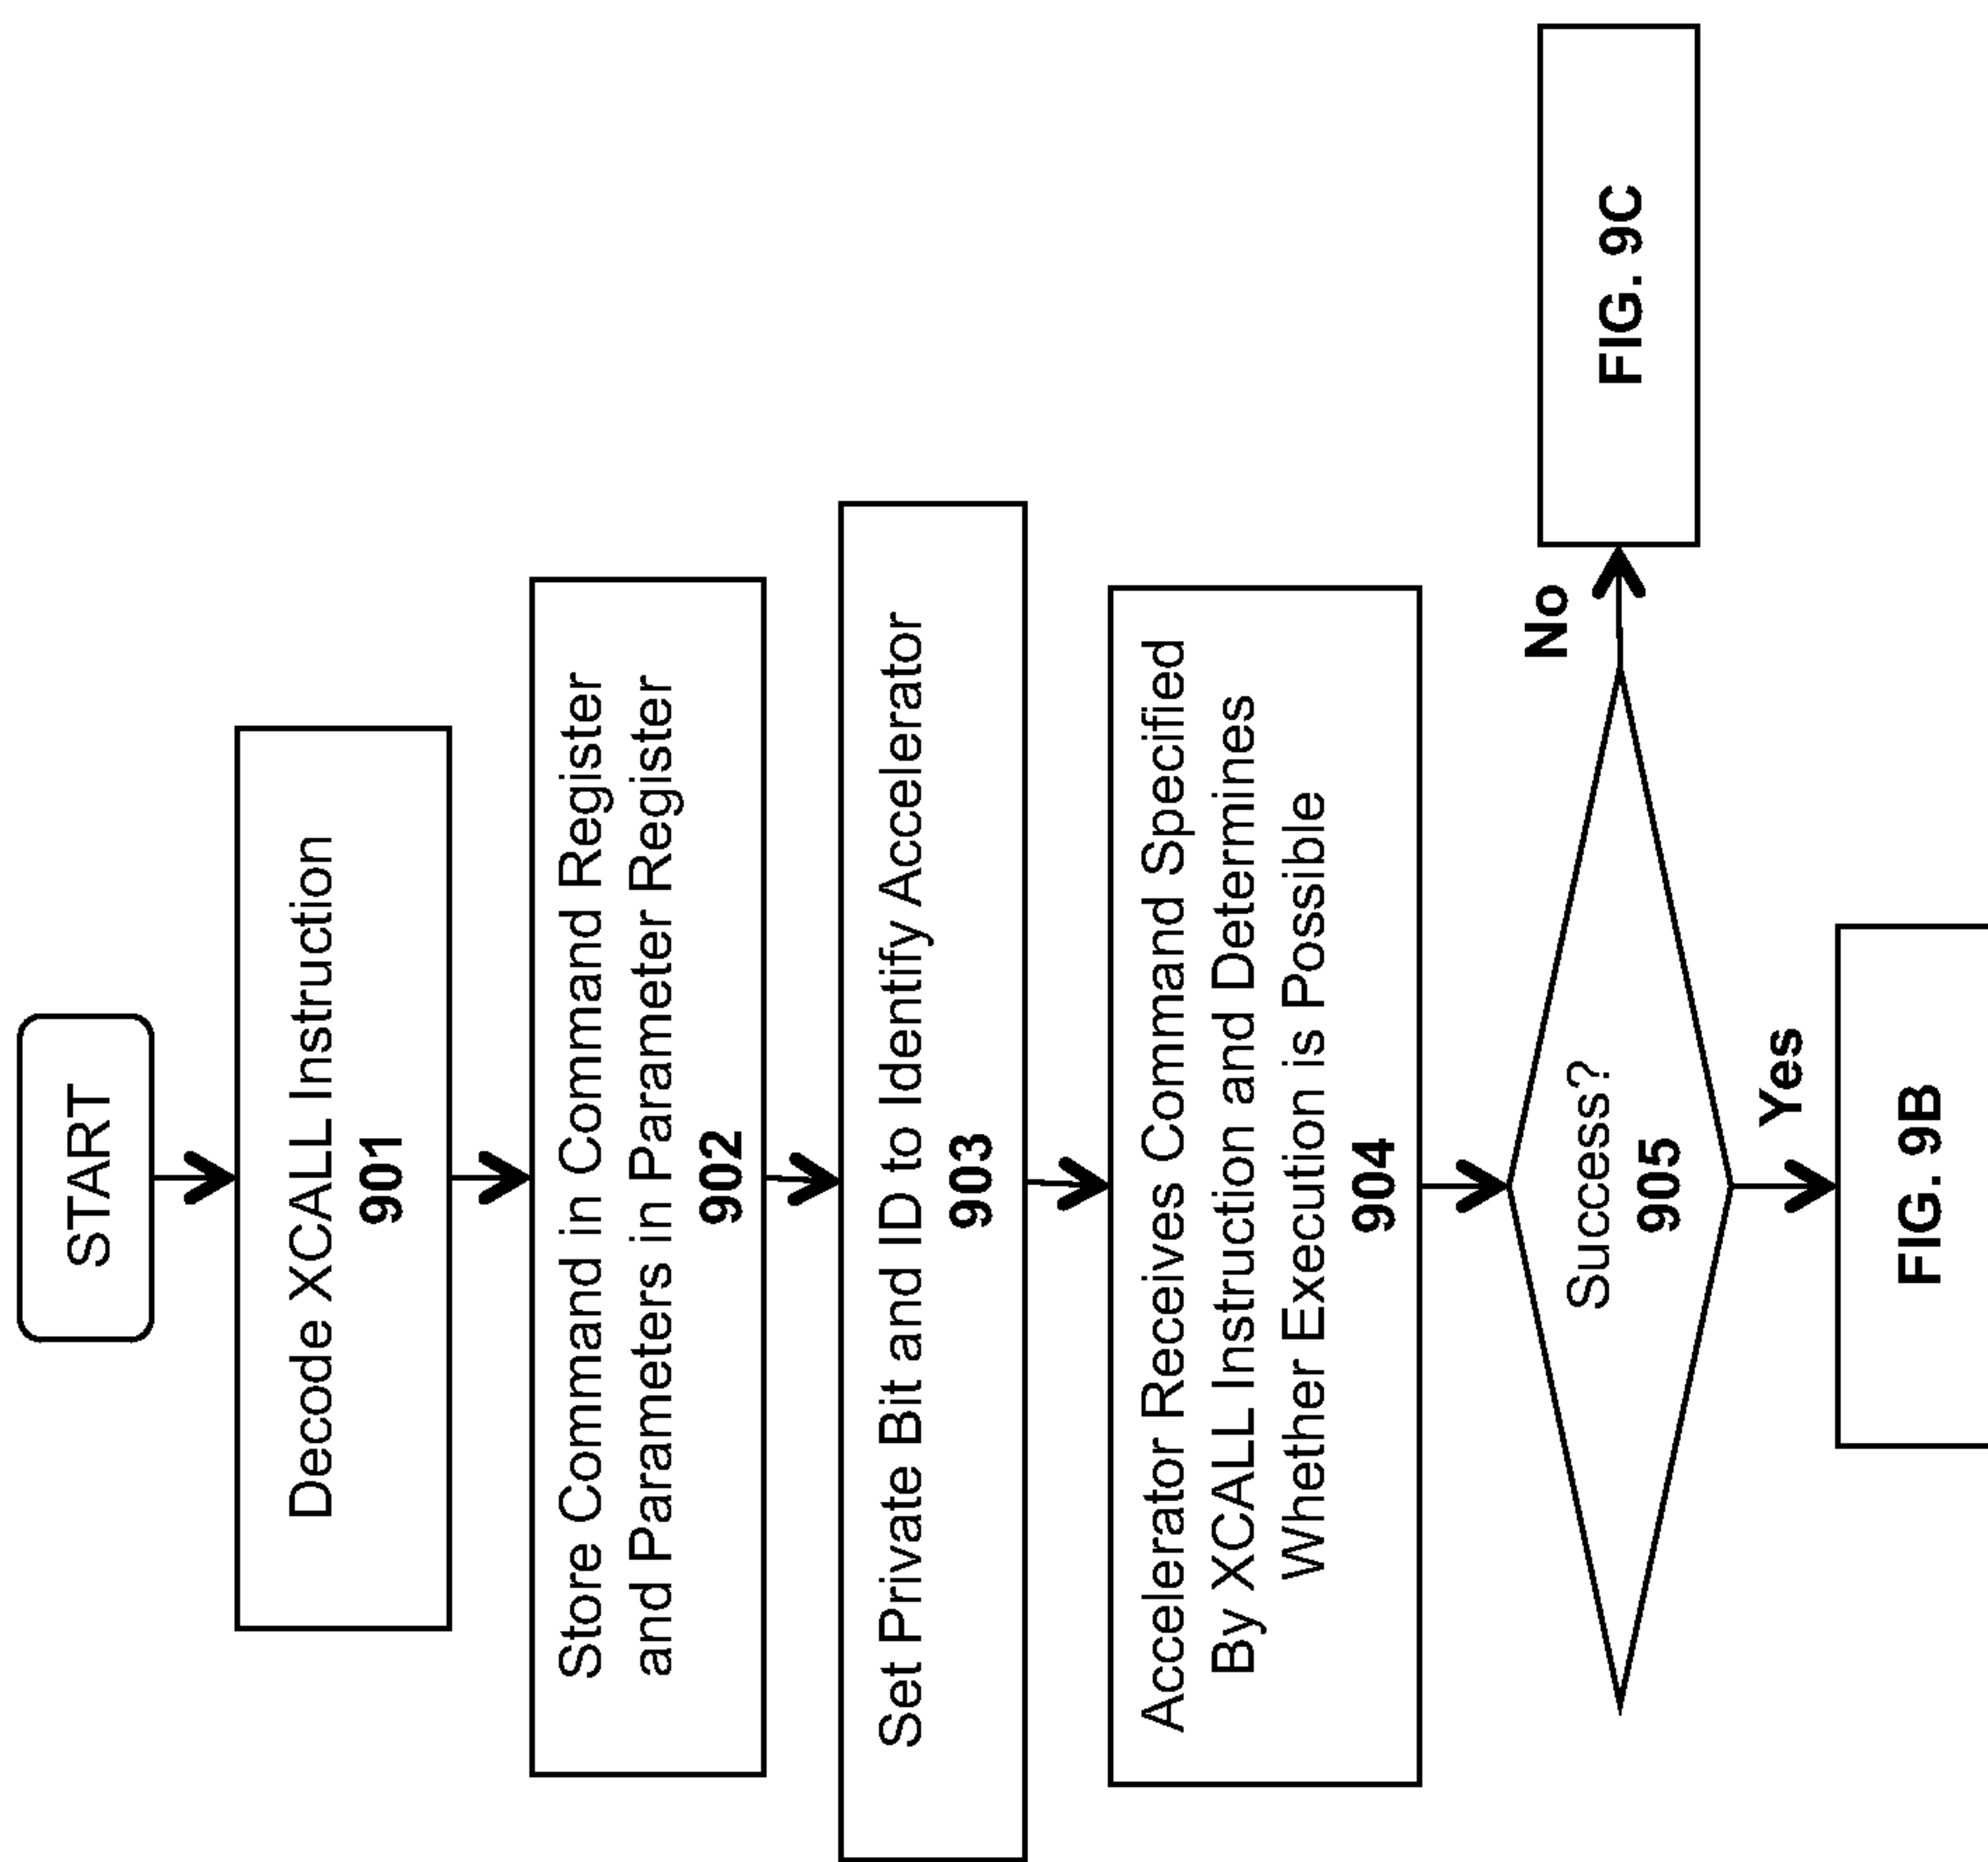 START
Decode XCALL Instruction
901
Store Command in Command Register
and Parameters in Parameter Register
902
Set Private Bit and ID to Identify Accelerator
903
Accelerator Receives Command Specified
By XCALL Instruction and Determines
Whether Execution is Possible
904
Success?
905
No
FIG. 9C
Yes
FIG. 9B